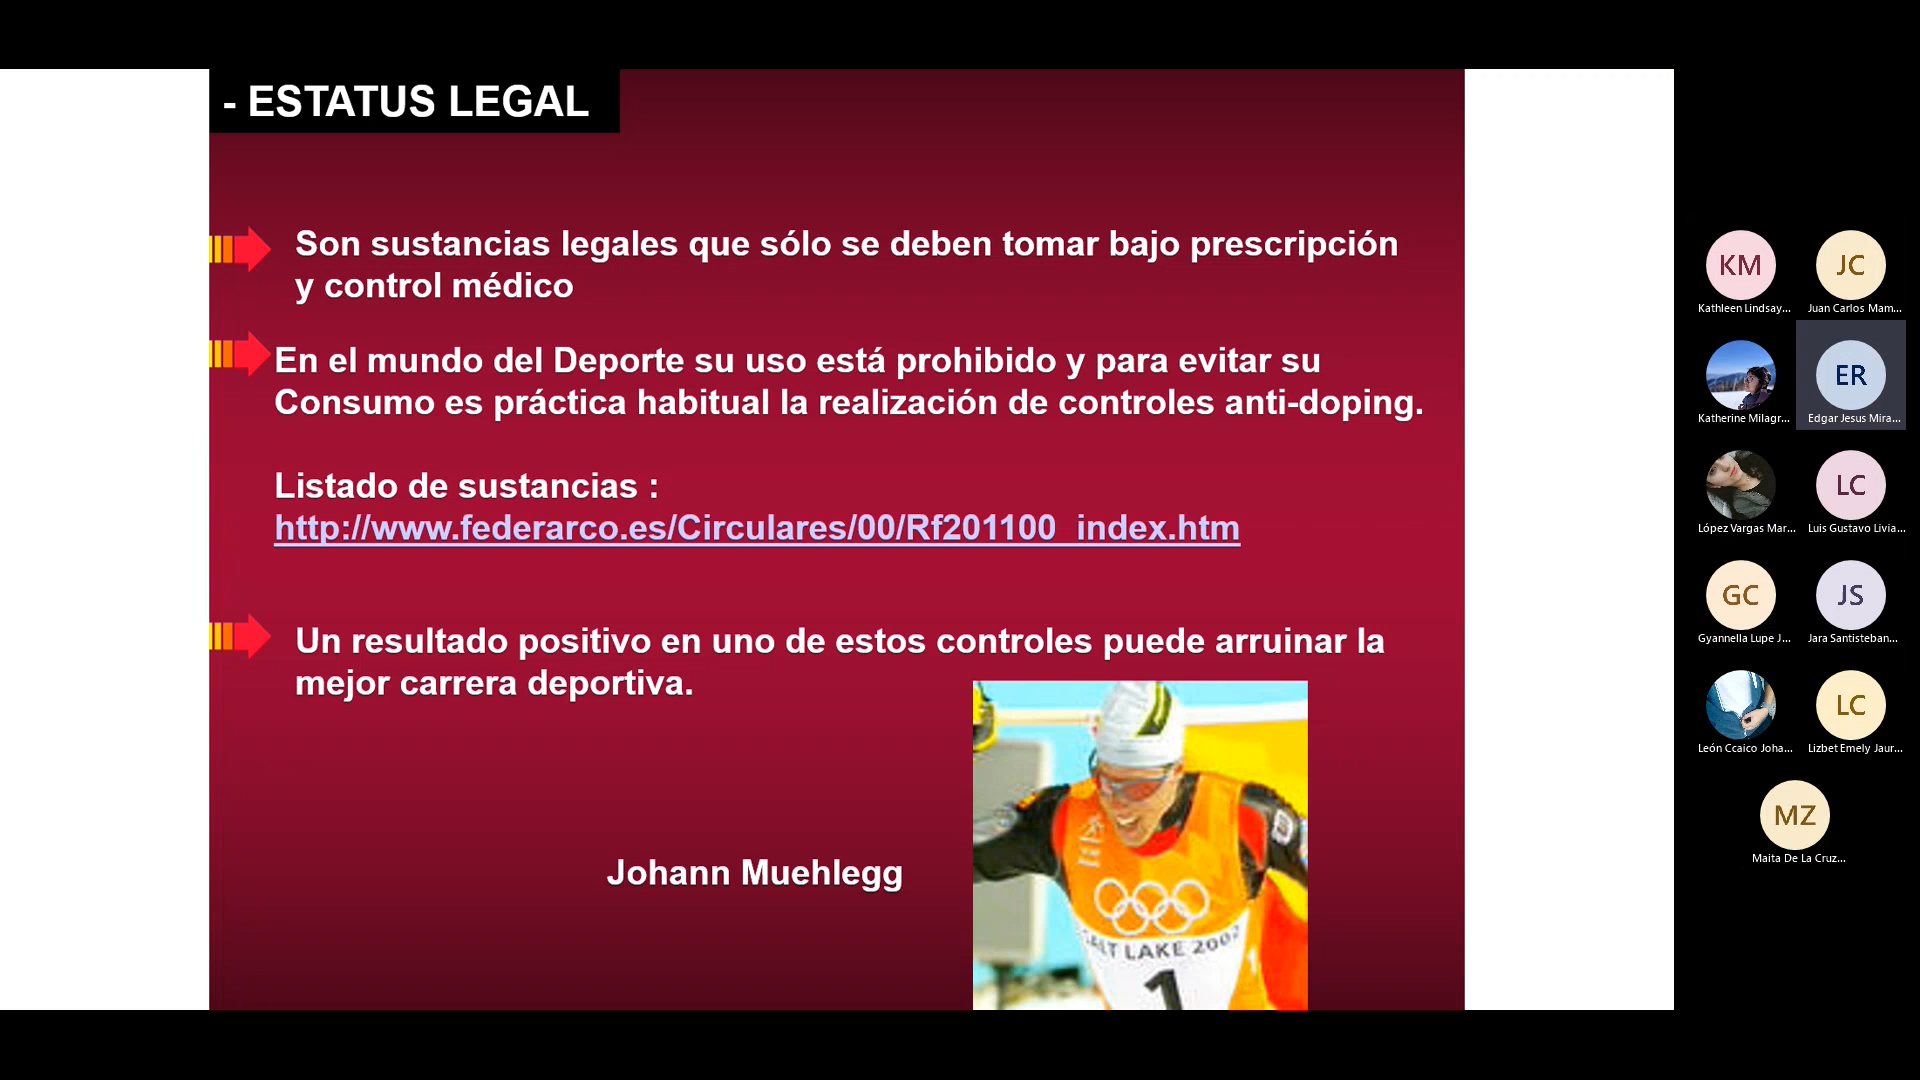 - ESTATUS LEGAL
Son sustancias legales que sólo se deben tomar bajo prescripción
y control médico
En el mundo del Deporte su uso está prohibido y para evitar su
Consumo es práctica habitual la realización de controles anti-doping.
Listado de sustancias :
http://www.federarco.es/Circulares/00/Rf201100_index.htm
Un resultado positivo en uno de estos controles puede arruinar la
mejor carrera deportiva.
Johann Muehlegg
SALT LAKE 2002
1
KM
Kathleen Lindsay...
JC
Juan Carlos Mam...
Katherine Milagr...
ER
Edgar Jesus Mira...
López Vargas Mar...
LC
Luis Gustavo Livia...
GC
Gyannella Lupe J...
JS
Jara Santisteban...
León Ccaico Joha...
LC
Lizbet Emely Jaur...
MZ
Maita De La Cruz...